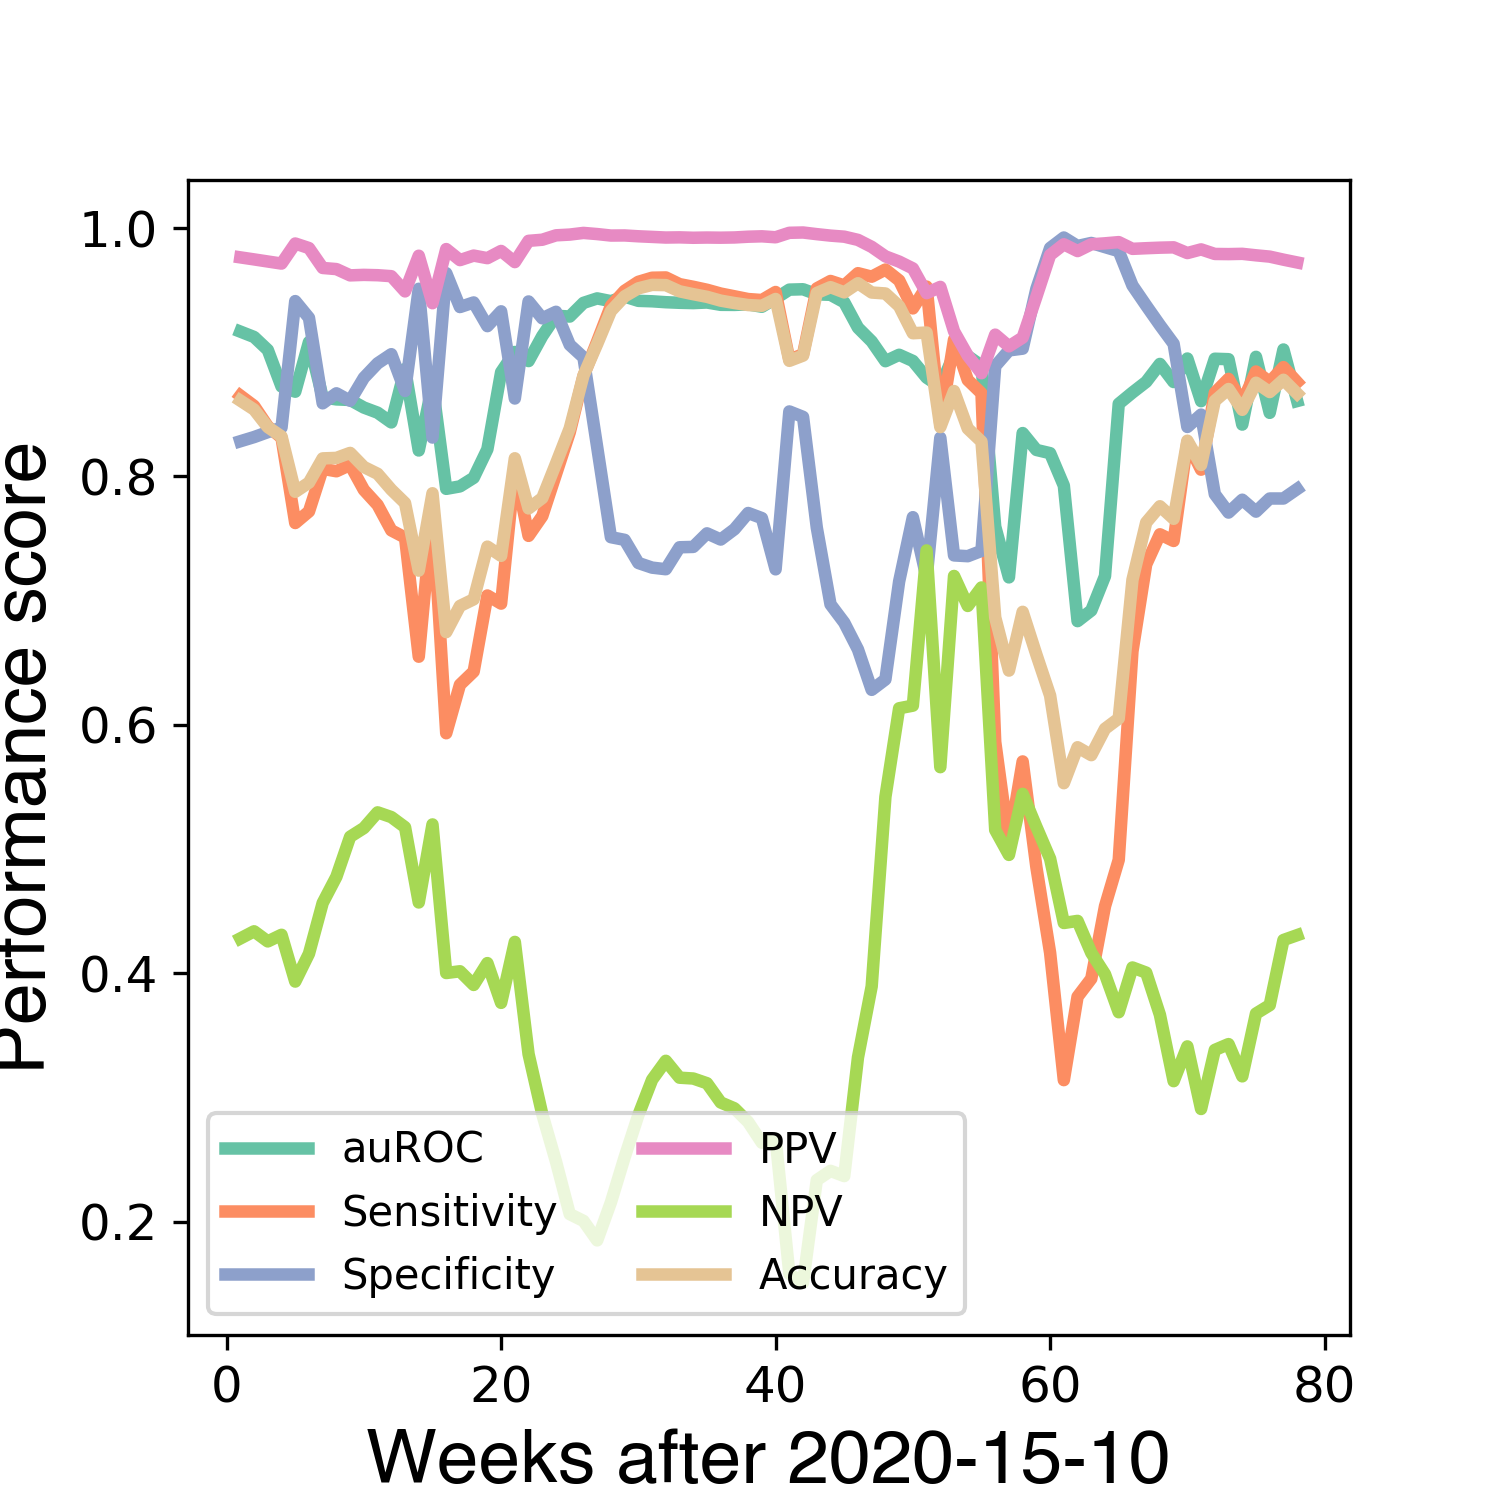 1.0
0.8
0.6
0.4
0.2
Performance score
auROC
Sensitivity
Specificity
PPV
NPV
Accuracy
0 20 40 60 80
Weeks after 2020-15-10